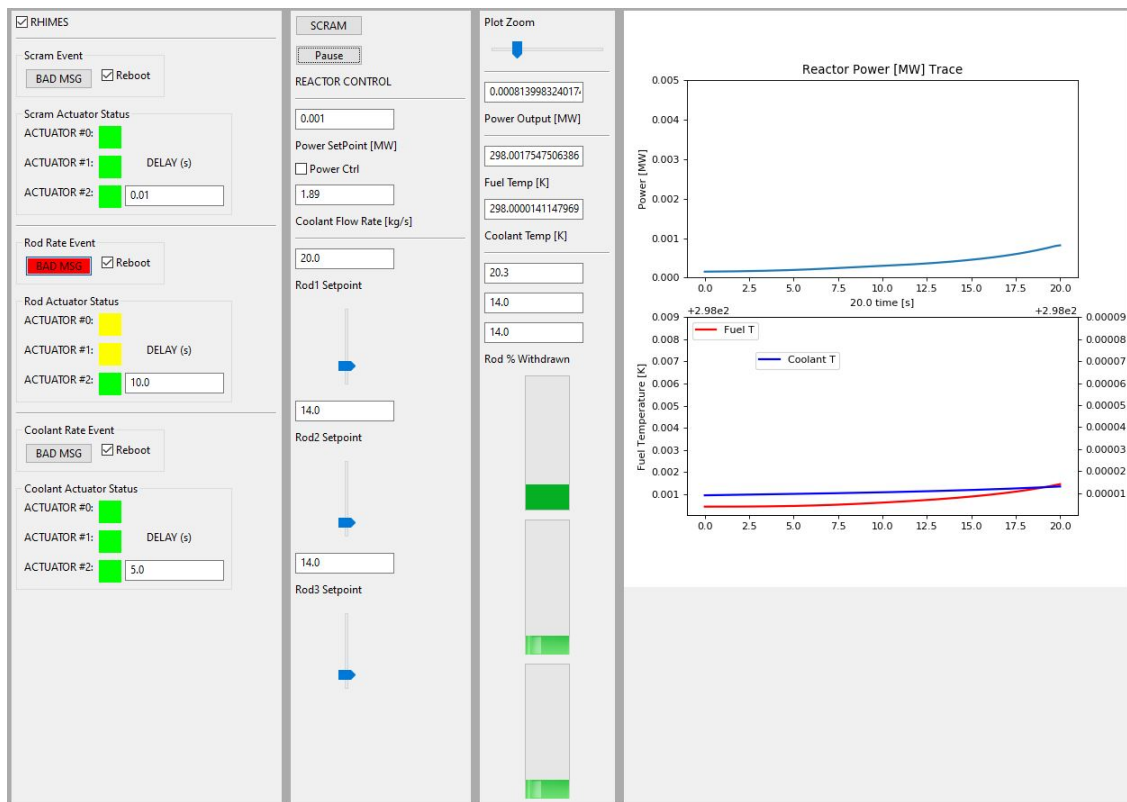 RHIMES
Scram Event
BAD MSG
Reboot
Scram Actuator Status
ACTUATOR #0:
ACTUATOR #1:
DELAY (s)
ACTUATOR #2:
0.01
Rod Rate Event
BAD MSG
Reboot
Rod Actuator Status
ACTUATOR #0:
ACTUATOR #1:
DELAY (s)
ACTUATOR #2:
10.0
Coolant Rate Event
BAD MSG
Reboot
Coolant Actuator Status
ACTUATOR #0:
ACTUATOR #1:
DELAY (s)
ACTUATOR #2:
5.0
SCRAM
Pause
REACTOR CONTROL
0.001
Power SetPoint [MW]
Power Ctrl
1.89
Coolant Flow Rate [kg/s]
20.0
Rod1 Setpoint
14.0
Rod2 Setpoint
14.0
Rod3 Setpoint
Plot Zoom
0.0008139983240174
Power Output [MW]
298.0017547506386
Fuel Temp [K]
298.0000141147969
Coolant Temp [K]
20.3
14.0
14.0
Rod % Withdrawn
Reactor Power [MW] Trace
Power [MW]
0.005
0.004
0.003
0.002
0.001
0.000
0.0 2.5 5.0 7.5 10.0 12.5 15.0 17.5 20.0
20.0 time [s]
+2.98e2
+2.98e2
Fuel T
Coolant T
Fuel Temperature [K]
0.009
0.008
0.007
0.006
0.005
0.004
0.003
0.002
0.001
0.00009
0.00008
0.00007
0.00006
0.00005
0.00004
0.00003
0.00002
0.00001
0.0 2.5 5.0 7.5 10.0 12.5 15.0 17.5 20.0